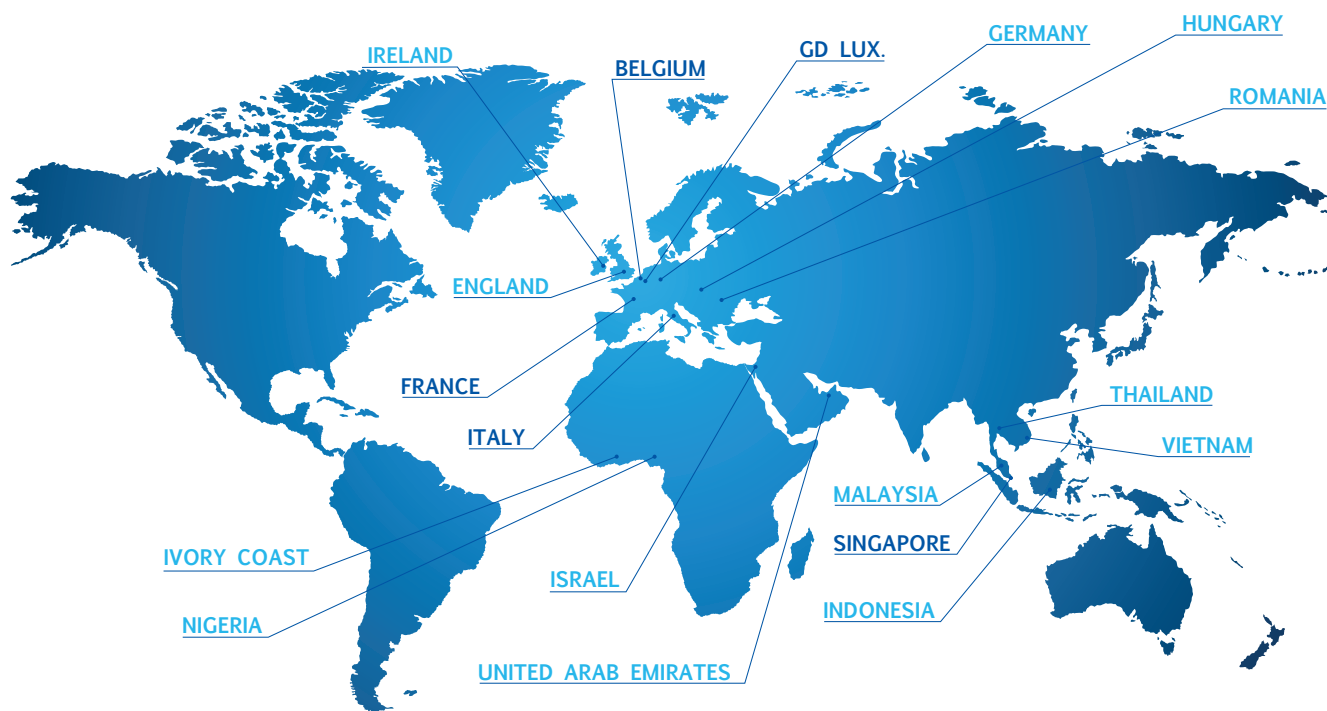 HUNGARY
GERMANY
GD LUX.
IRELAND
BELGIUM
ROMANIA
ENGLAND
FRANCE
THAILAND
ITALY
VIETNAM
MALAYSIA
SINGAPORE
IVORY COAST
ISRAEL
INDONESIA
NIGERIA
UNITED ARAB EMIRATES